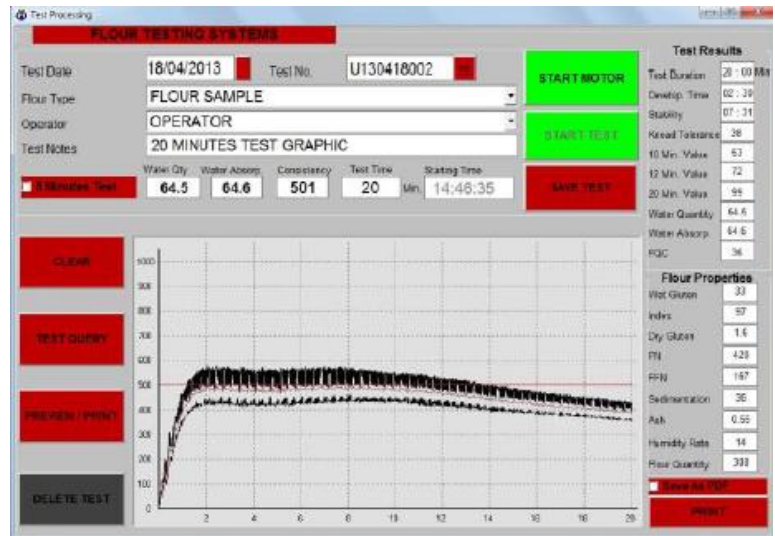 Test Processing
FLOUR TESTING SYSTEMS
Test Date 18/04/2013 Test No. U130418002
Flour Type FLOUR SAMPLE
Operator OPERATOR
Test Notes 20 MINUTES TEST GRAPHIC
START MOTOR
START TEST
SAVE TEST
Water Qty Water Absorp. Consistency Test Time Starting Time
Minutes Test 64.5 64.6 501 20 Min. 14:46:35
CLEAR
TEST QUERY
PREVIEW / PRINT
DELETE TEST
1000
900
800
700
600
500
400
300
200
100
0
2 4 6 8 10 12 14 16 18 20
Test Results
Test Duration 20 : 00 Min
Develop. Time 02 : 30
Stability 07 : 31
Knead Tolerance 38
10 Min. Value 63
12 Min. Value 72
20 Min. Value 99
Water Quantity 64.5
Water Absorp. 64.6
FQC 36
Flour Properties
Wet Gluten 33
Index 97
Dry Gluten 1.6
FN 420
FFN 167
Sedimentation 36
Ash 0.55
Humidity Rate 14
Flour Quantity 300
Save As PDF
PRINT